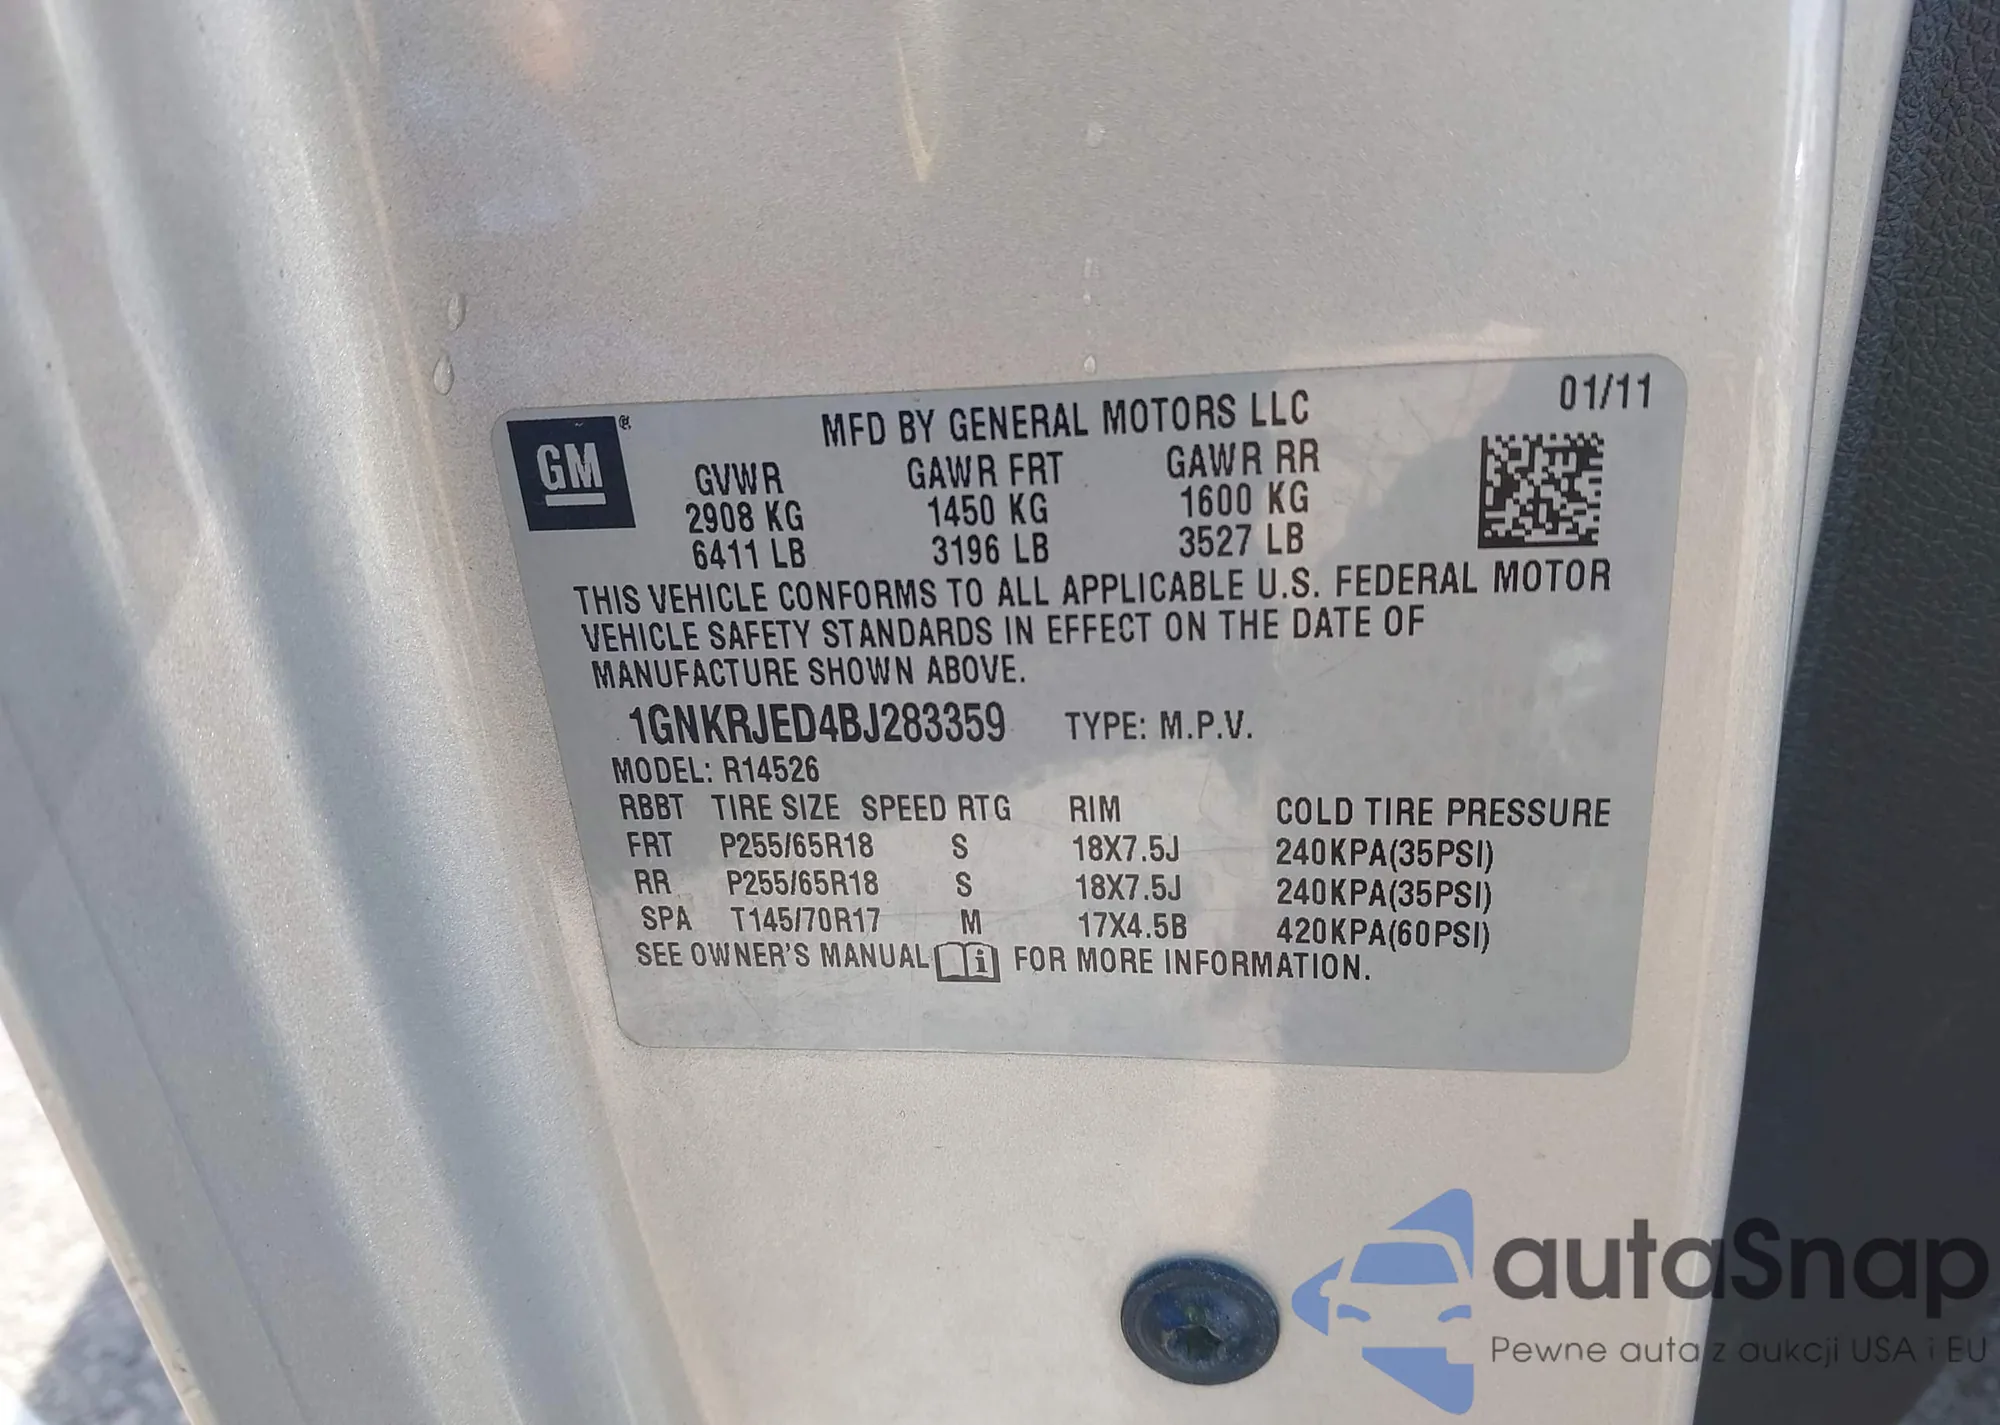 01/11
GM
MFD BY GENERAL MOTORS LLC
GVWR GAWR FRT GAWR RR
2908 KG 1450 KG 1600 KG
6411 LB 3196 LB 3527 LB
THIS VEHICLE CONFORMS TO ALL APPLICABLE U.S. FEDERAL MOTOR
VEHICLE SAFETY STANDARDS IN EFFECT ON THE DATE OF
MANUFACTURE SHOWN ABOVE.
1GNKRJED4BJ283359 TYPE: M.P.V.
MODEL: R14526
RBBT TIRE SIZE SPEED RTG RIM COLD TIRE PRESSURE
FRT P255/65R18 S 18X7.5J 240KPA(35PSI)
RR P255/65R18 S 18X7.5J 240KPA(35PSI)
SPA T145/70R17 M 17X4.5B 420KPA(60PSI)
SEE OWNER'S MANUAL FOR MORE INFORMATION.
autaSnap
Pewne auta z aukcji USA i EU